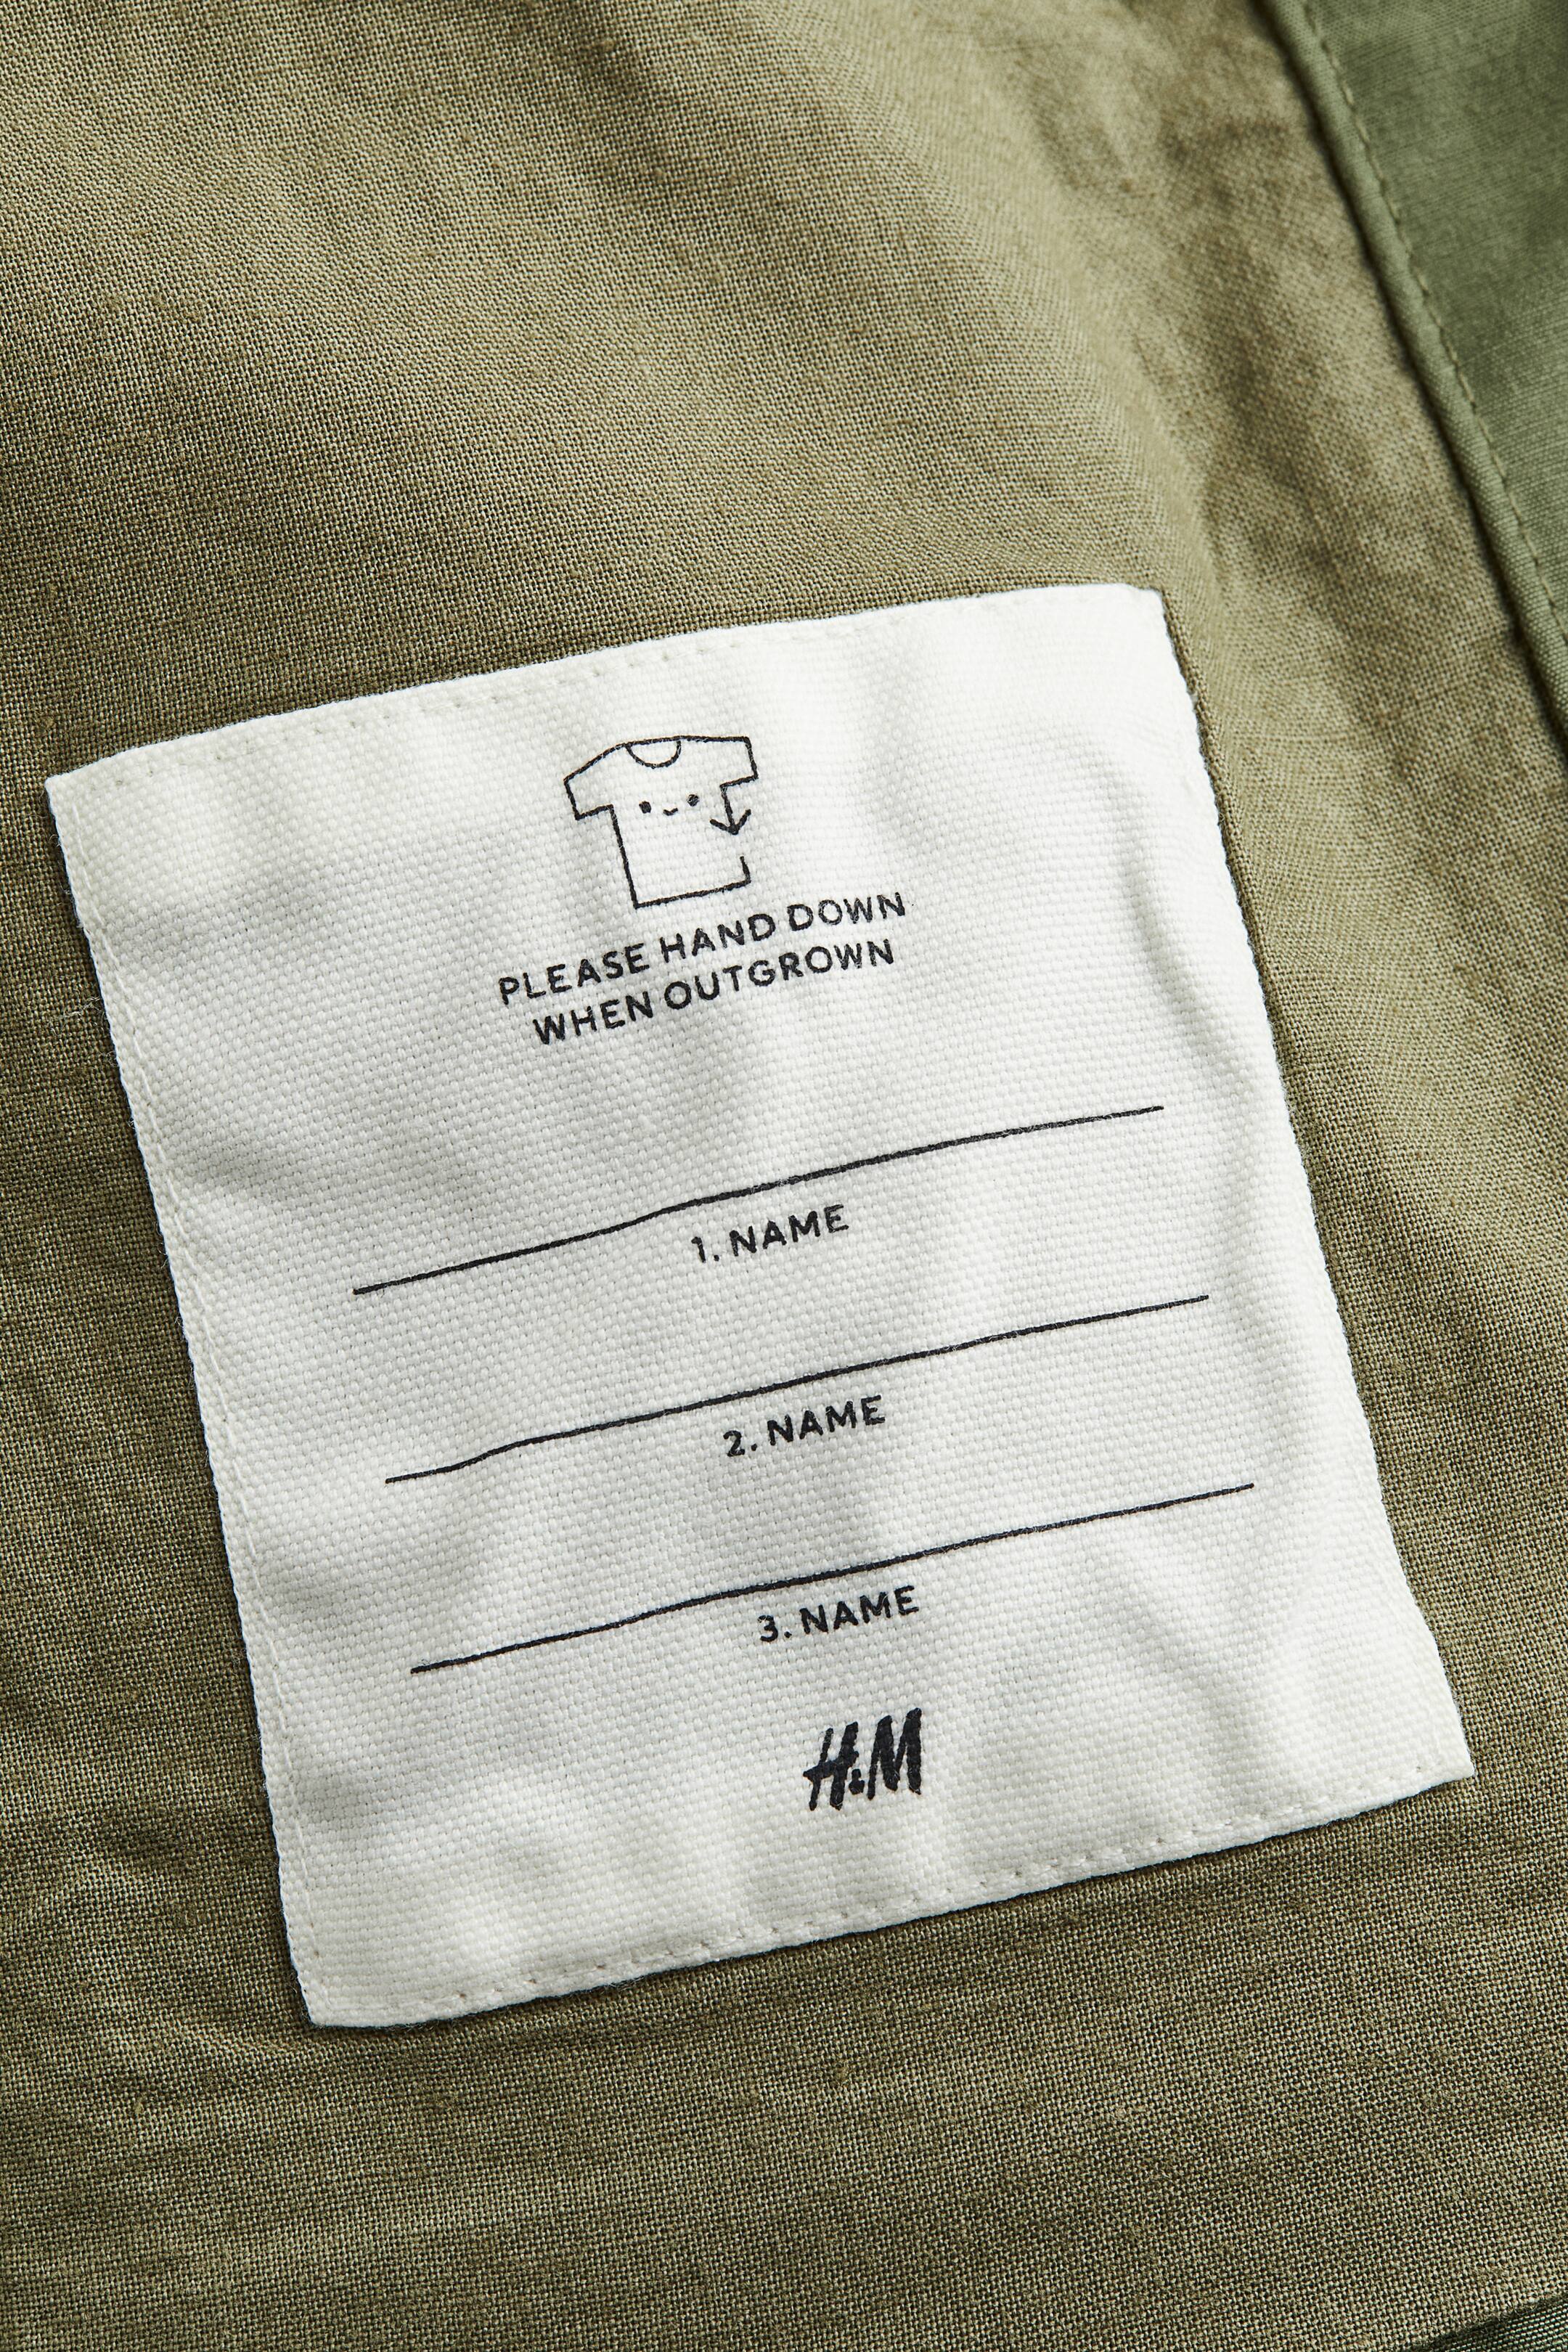 PLEASE HAND DOWN
WHEN OUTGROWN
1. NAME
2. NAME
3. NAME
H&M